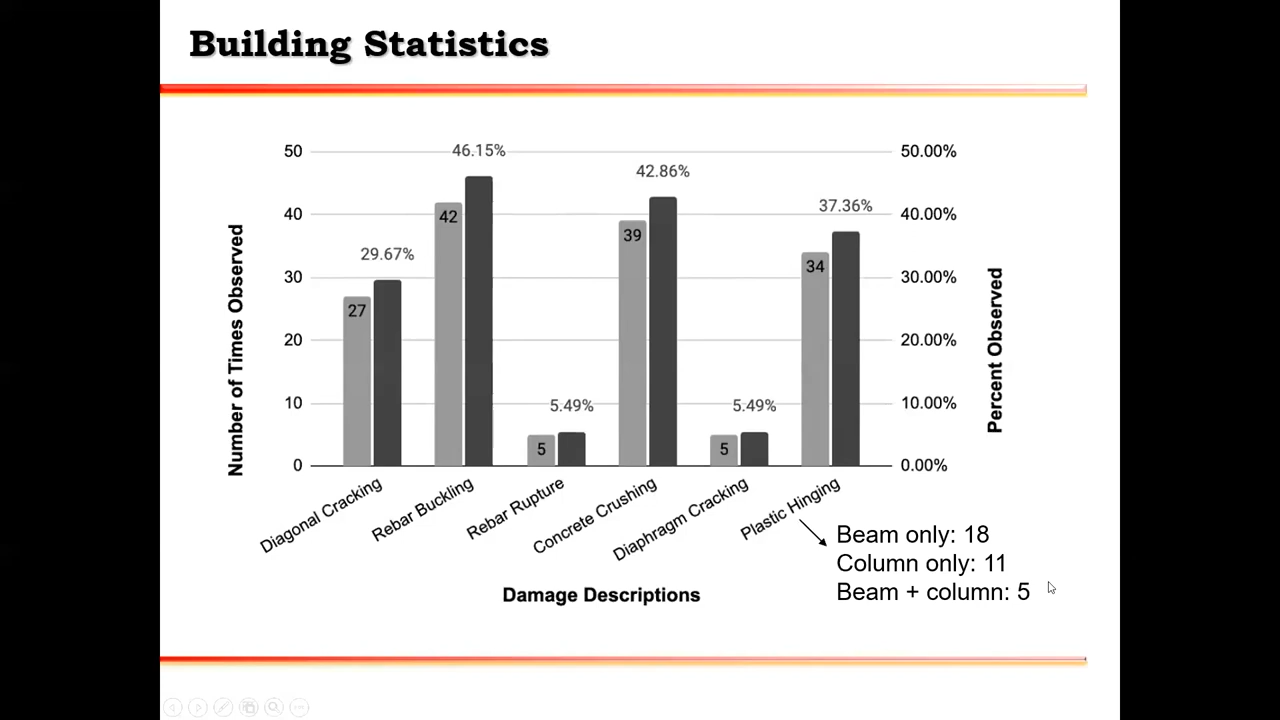 Building Statistics
50
40
30
20
10
0
Number of Times Observed
27
29.67%
42
46.15%
5
5.49%
39
42.86%
5
5.49%
34
37.36%
50.00%
40.00%
30.00%
20.00%
10.00%
0.00%
Percent Observed
Diagonal Cracking
Rebar Buckling
Rebar Rupture
Concrete Crushing
Diaphragm Cracking
Plastic Hinging
Damage Descriptions
Beam only: 18
Column only: 11
Beam + column: 5